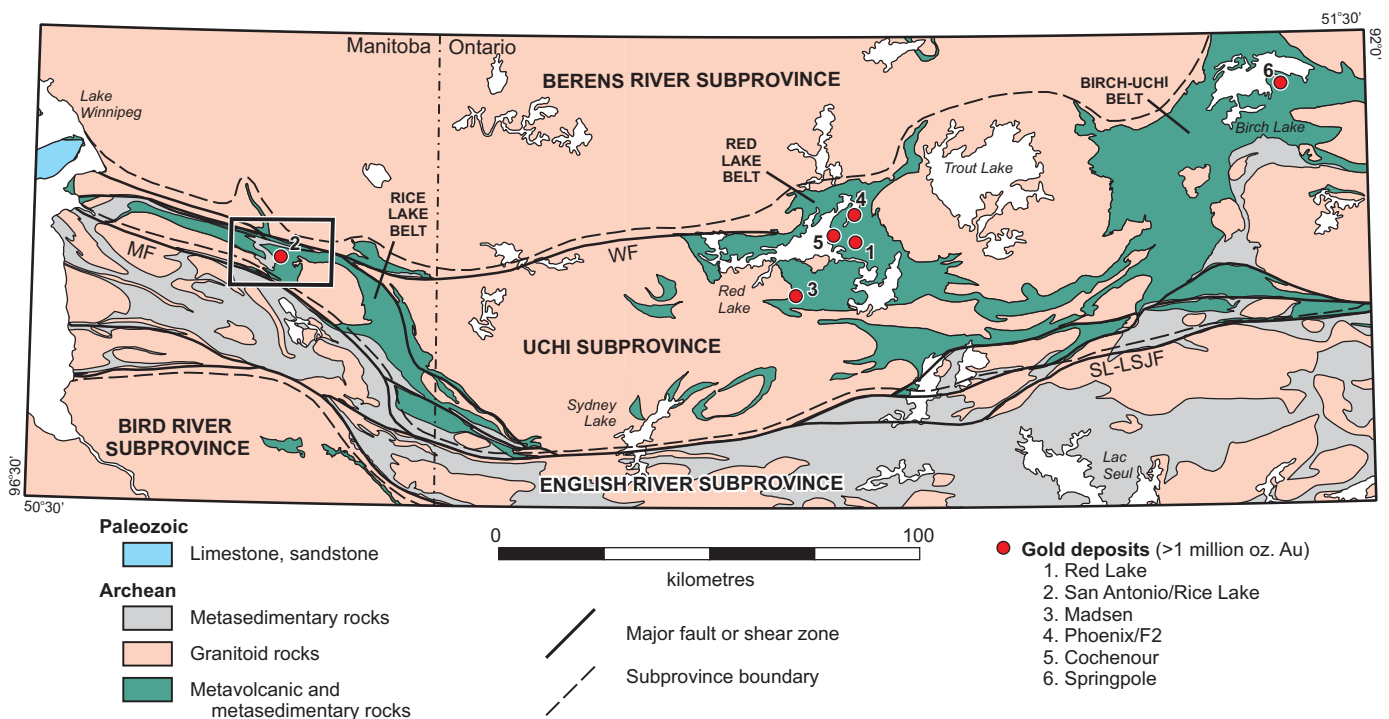 51°30'
92°0'
Manitoba
Ontario
BERENS RIVER SUBPROVINCE
6
BIRCH-UCHI
BELT
Lake
Winnipeg
Birch Lake
RED
LAKE
BELT
Trout Lake
RICE
LAKE
BELT
4
2
5
1
MF
WF
Red
Lake
3
UCHI SUBPROVINCE
SL-LSJF
Sydney
Lake
BIRD RIVER
SUBPROVINCE
Lac
Seul
ENGLISH RIVER SUBPROVINCE
96°30'
50°30'
Paleozoic
Limestone, sandstone
Archean
Metasedimentary rocks
Granitoid rocks
Metavolcanic and
metasedimentary rocks
0
100
kilometres
Major fault or shear zone
Subprovince boundary
Gold deposits (>1 million oz. Au)
1. Red Lake
2. San Antonio/Rice Lake
3. Madsen
4. Phoenix/F2
5. Cochenour
6. Springpole